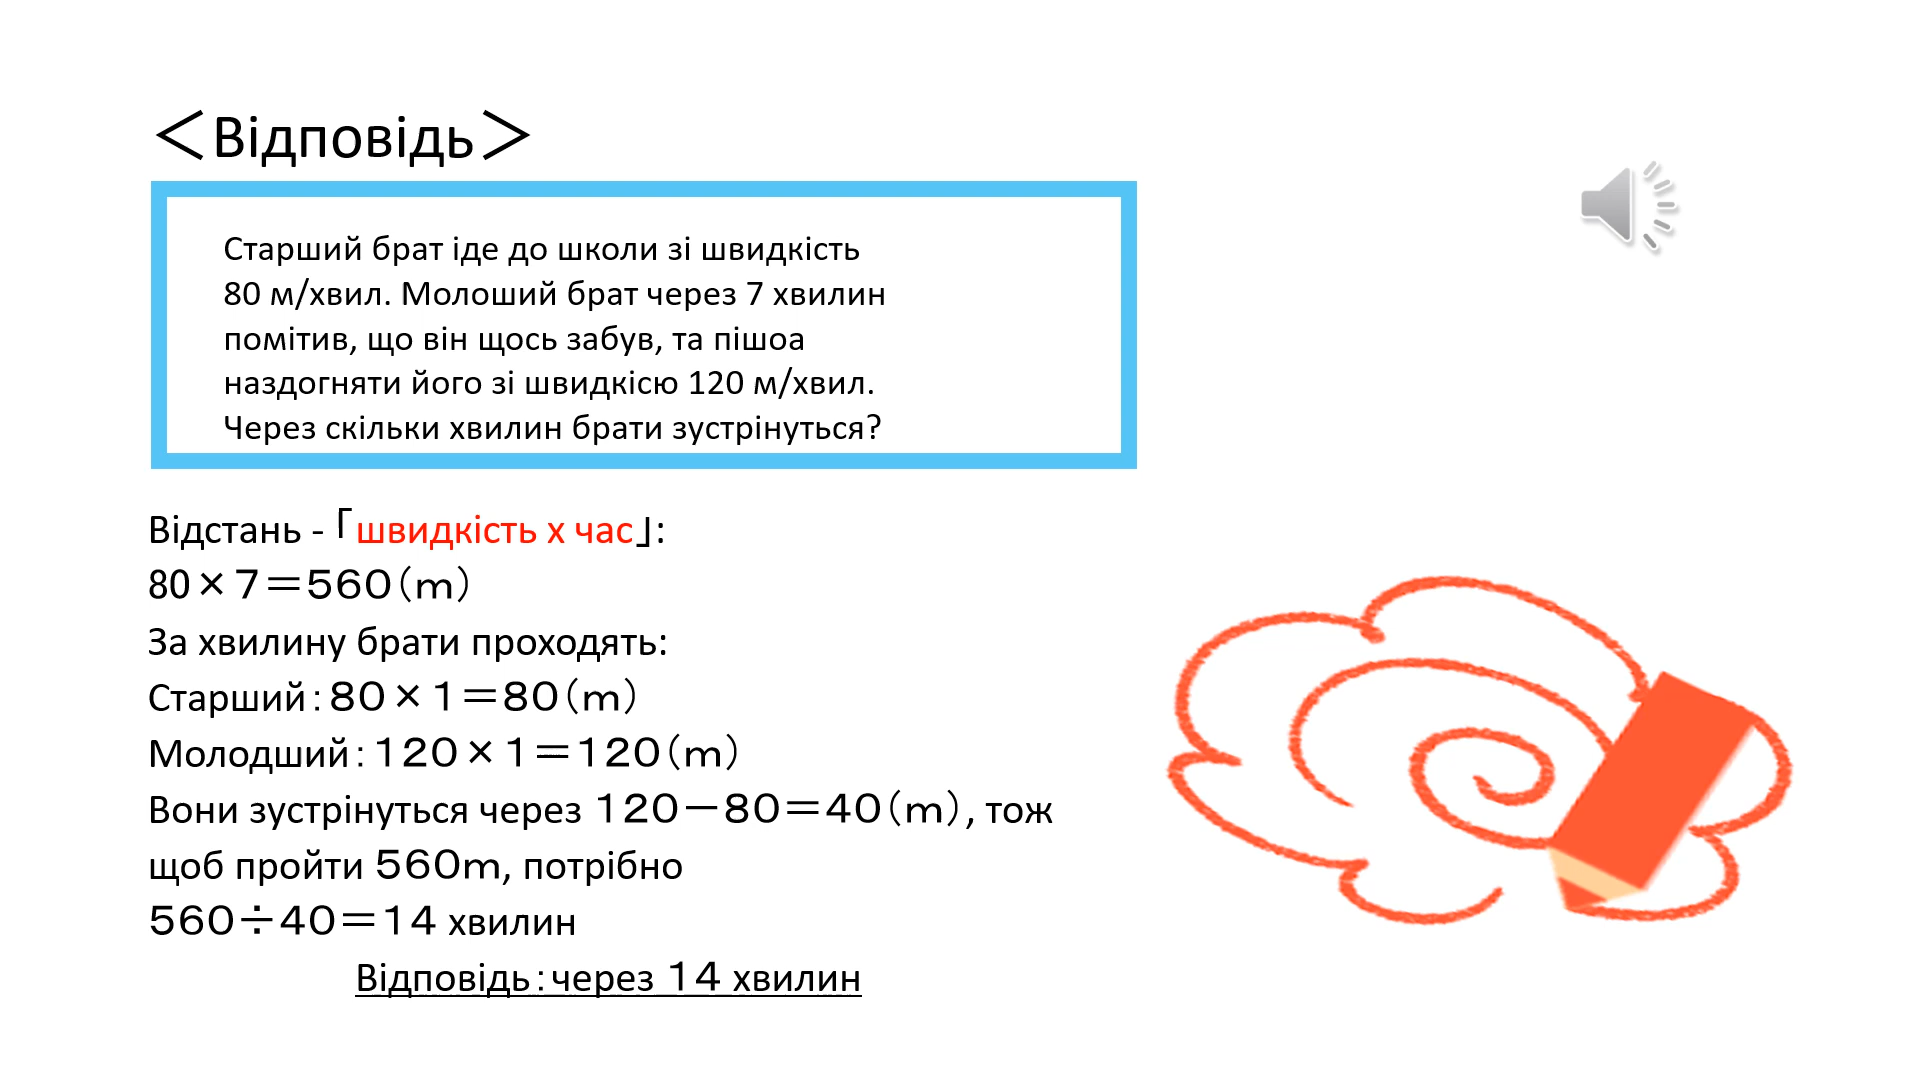 ＜Відповідь＞
Старший брат іде до школи зі швидкість
80 м/хвил. Молоший брат через 7 хвилин
помітив, що він щось забув, та пішоа
наздогняти його зі швидкісю 120 м/хвил.
Через скільки хвилин брати зустрінуться?
Відстань -「швидкість х час」:
80×７＝560（m）
За хвилину брати проходять:
Старший：80×１＝80（m）
Молодший：120×１＝120（m）
Вони зустрінуться через 120－80＝40（m）, тож
щоб пройти 560m, потрібно
560÷40＝14 хвилин
Відповідь：через 14 хвилин